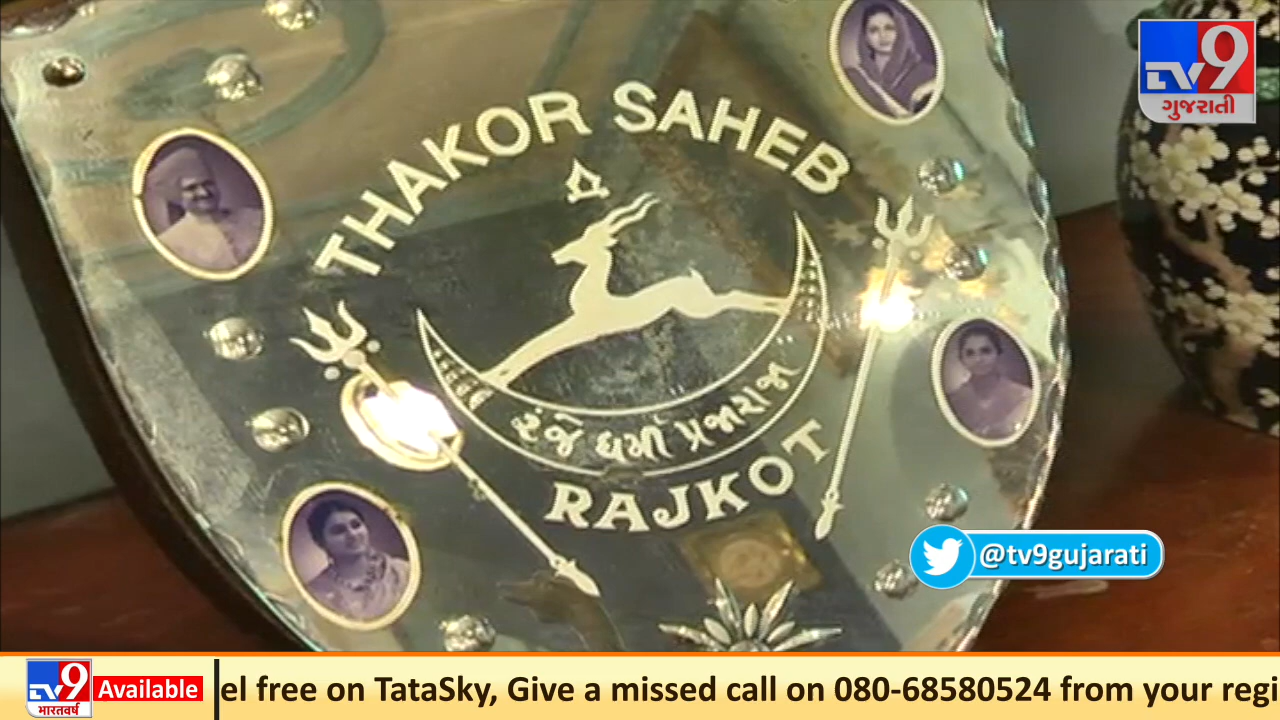 THAKOR SAHEB
રંજે ધર્મી પ્રજારાજા
RAJKOT
TV9
ગુજરાતી
@tv9gujarati
TV9
भारतवर्ष
Available
el free on TataSky, Give a missed call on 080-68580524 from your regi